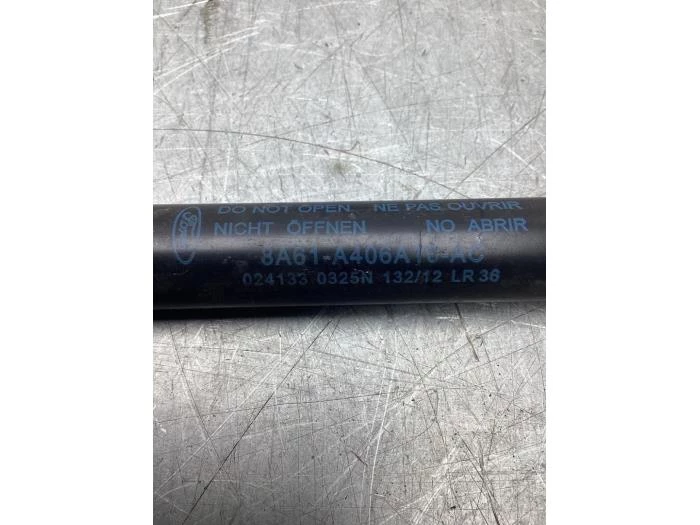 Ford
DO NOT OPEN NE PAS OUVRIR
NICHT ÖFFNEN NO ABRIR
8A61-A406A10-AC
024133 0325N 132/12 LR 36